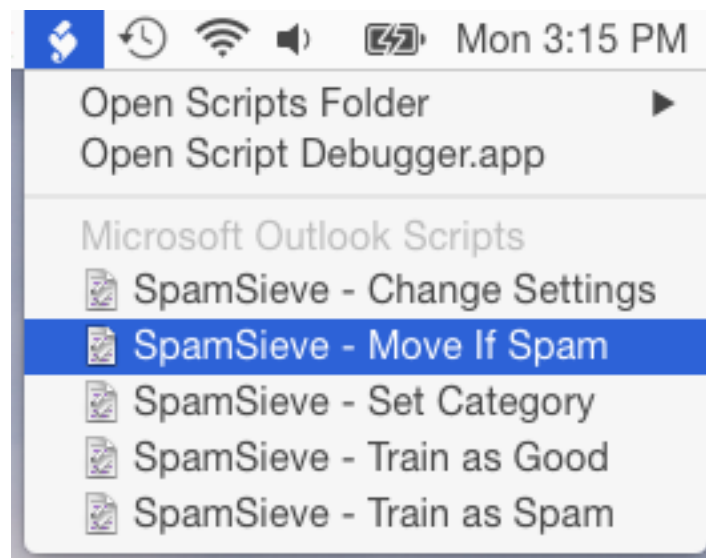 Mon 3:15 PM
Open Scripts Folder
Open Script Debugger.app
Microsoft Outlook Scripts
SpamSieve - Change Settings
SpamSieve - Move If Spam
SpamSieve - Set Category
SpamSieve - Train as Good
SpamSieve - Train as Spam